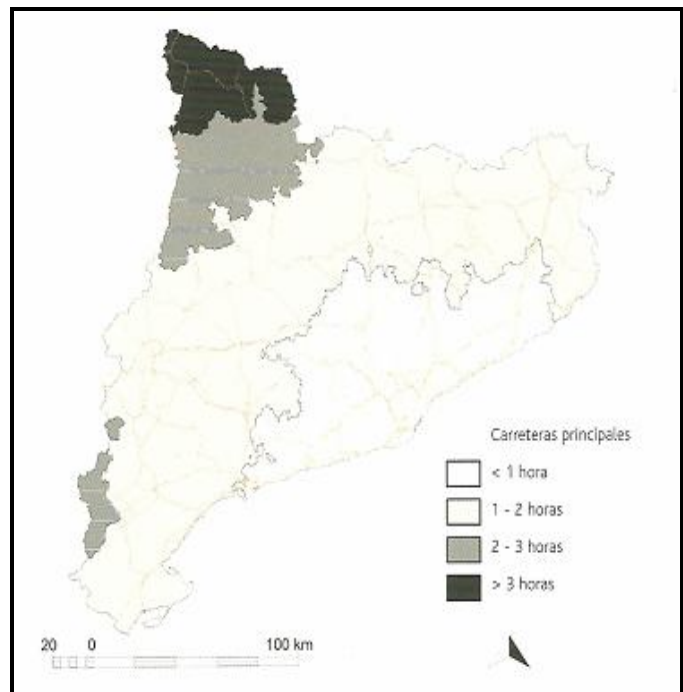 Carreteras principales
< 1 hora
1 - 2 horas
2 - 3 horas
> 3 horas
20 0 100 km